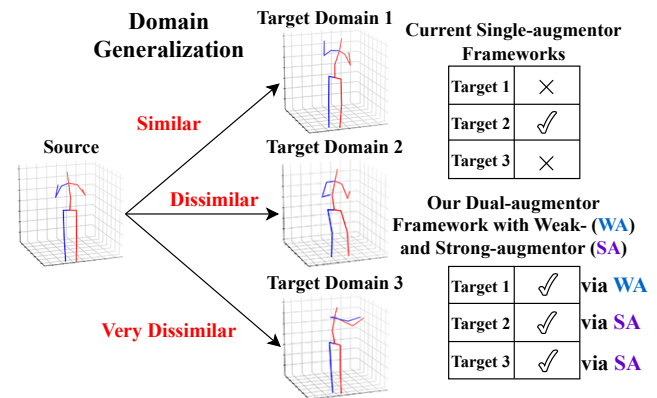 Domain
Generalization
Source
Similar
Dissimilar
Very Dissimilar
Target Domain 1
Target Domain 2
Target Domain 3
Current Single-augmentor
Frameworks
Target 1 ×
Target 2 ✓
Target 3 ×
Our Dual-augmentor
Framework with Weak- (WA)
and Strong-augmentor (SA)
Target 1 ✓ via WA
Target 2 ✓ via SA
Target 3 ✓ via SA